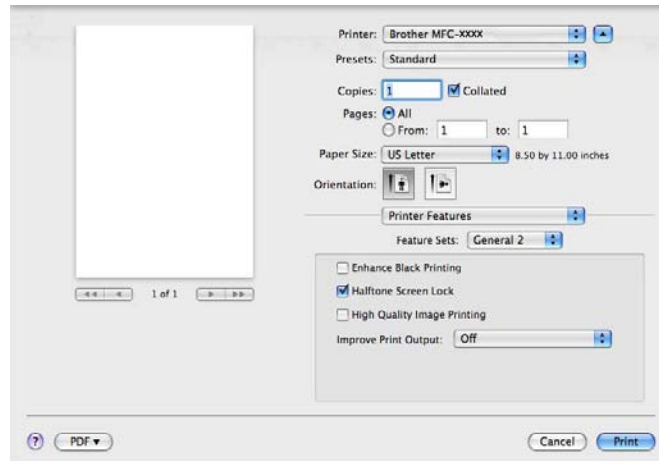 Printer: Brother MFC-XXXX
Presets: Standard
Copies: 1 Collated
Pages: All
From: 1 to: 1
Paper Size: US Letter 8.50 by 11.00 inches
Orientation:
Printer Features
Feature Sets: General 2
Enhance Black Printing
Halftone Screen Lock
1 of 1
High Quality Image Printing
Improve Print Output: Off
? PDF Cancel Print